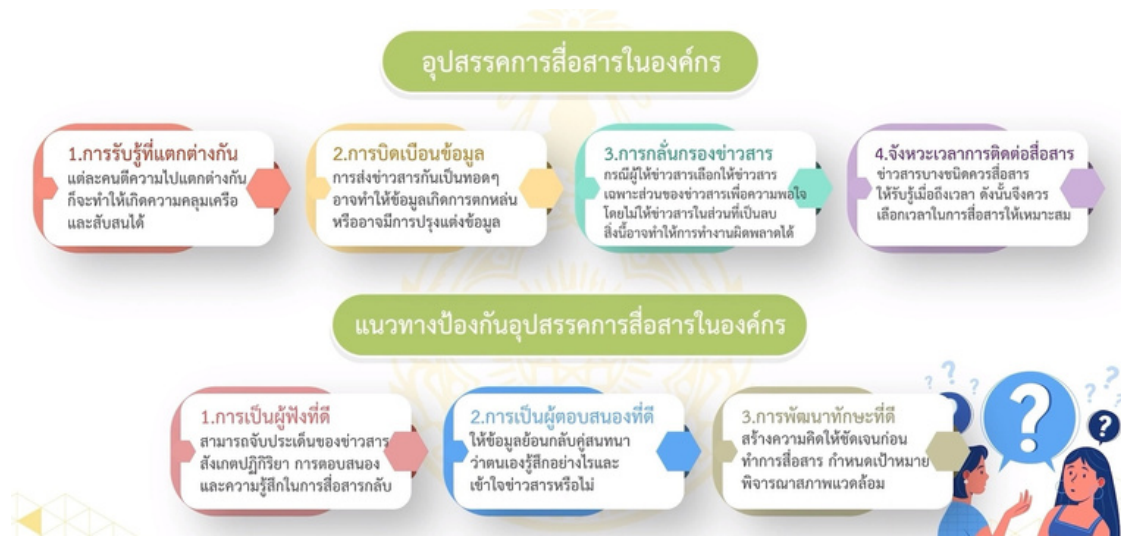 อุปสรรคการสื่อสารในองค์กร
1.การรับรู้ที่แตกต่างกัน
แต่ละคนตีความไปแตกต่างกัน
ก็จะทำให้เกิดความคลุมเครือ
และสับสนได้
2.การบิดเบือนข้อมูล
การส่งข่าวสารกันเป็นทอดๆ
อาจทำให้ข้อมูลเกิดการตกหล่น
หรืออาจมีการปรุงแต่งข้อมูล
3.การกลั่นกรองข่าวสาร
กรณีผู้ให้ข่าวสารเลือกให้ข่าวสาร
เฉพาะส่วนของข่าวสารเพื่อความพอใจ
โดยไม่ให้ข่าวสารในส่วนที่เป็นลบ
สิ่งนี้อาจทำให้การทำงานผิดพลาดได้
4.จังหวะเวลาการติดต่อสื่อสาร
ข่าวสารบางชนิดควรสื่อสาร
ให้รับรู้เมื่อถึงเวลา ดังนั้นจึงควร
เลือกเวลาในการสื่อสารให้เหมาะสม
แนวทางป้องกันอุปสรรคการสื่อสารในองค์กร
1.การเป็นผู้ฟังที่ดี
สามารถจับประเด็นของข่าวสาร
สังเกตปฏิกิริยา การตอบสนอง
และความรู้สึกในการสื่อสารกลับ
2.การเป็นผู้ตอบสนองที่ดี
ให้ข้อมูลย้อนกลับคู่สนทนา
ว่าตนเองรู้สึกอย่างไรและ
เข้าใจข่าวสารหรือไม่
3.การพัฒนาทักษะที่ดี
สร้างความคิดให้ชัดเจนก่อน
ทำการสื่อสาร กำหนดเป้าหมาย
พิจารณาสภาพแวดล้อม